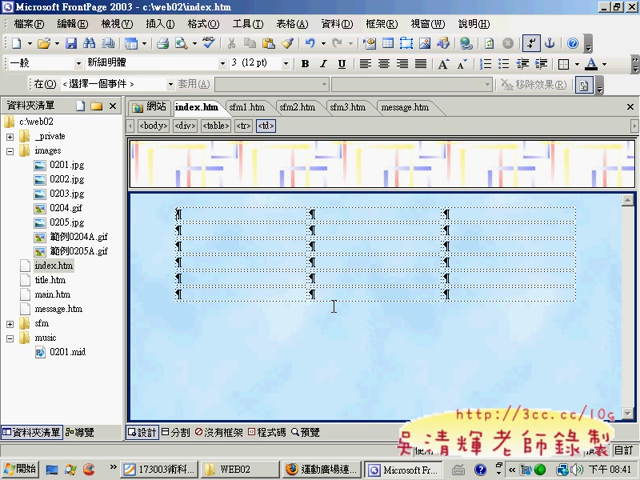 Microsoft FrontPage 2003 - c:\web02\index.htm
檔案(F) 編輯(E) 檢視(V) 插入(I) 格式(O) 工具(T) 表格(A) 資料(D) 框架(R) 視窗(W) 說明(H)
一般 新細明體 3 (12 pt) B I U A A A
在(O) <選擇一個事件> 套用(A) 移除效果(R)
資料夾清單 網站 index.htm sfm1.htm sfm2.htm sfm3.htm message.htm
c:\web02 <body> <div> <table> <tr> <td>
_private
images
0201.jpg
0202.jpg
0203.jpg
0204.gif
0205.jpg
範例0204A.gif
範例0205A.gif
index.htm
title.htm
main.htm
message.htm
sfm
music
0201.mid
http://3cc.cc/10g
吳清輝老師錄製
資料夾清單 導覽 設計 分割 沒有框架 程式碼 預覽
自訂
開始 173003術科... WEB02 運動廣場連... Microsoft Fro... 下午 08:41